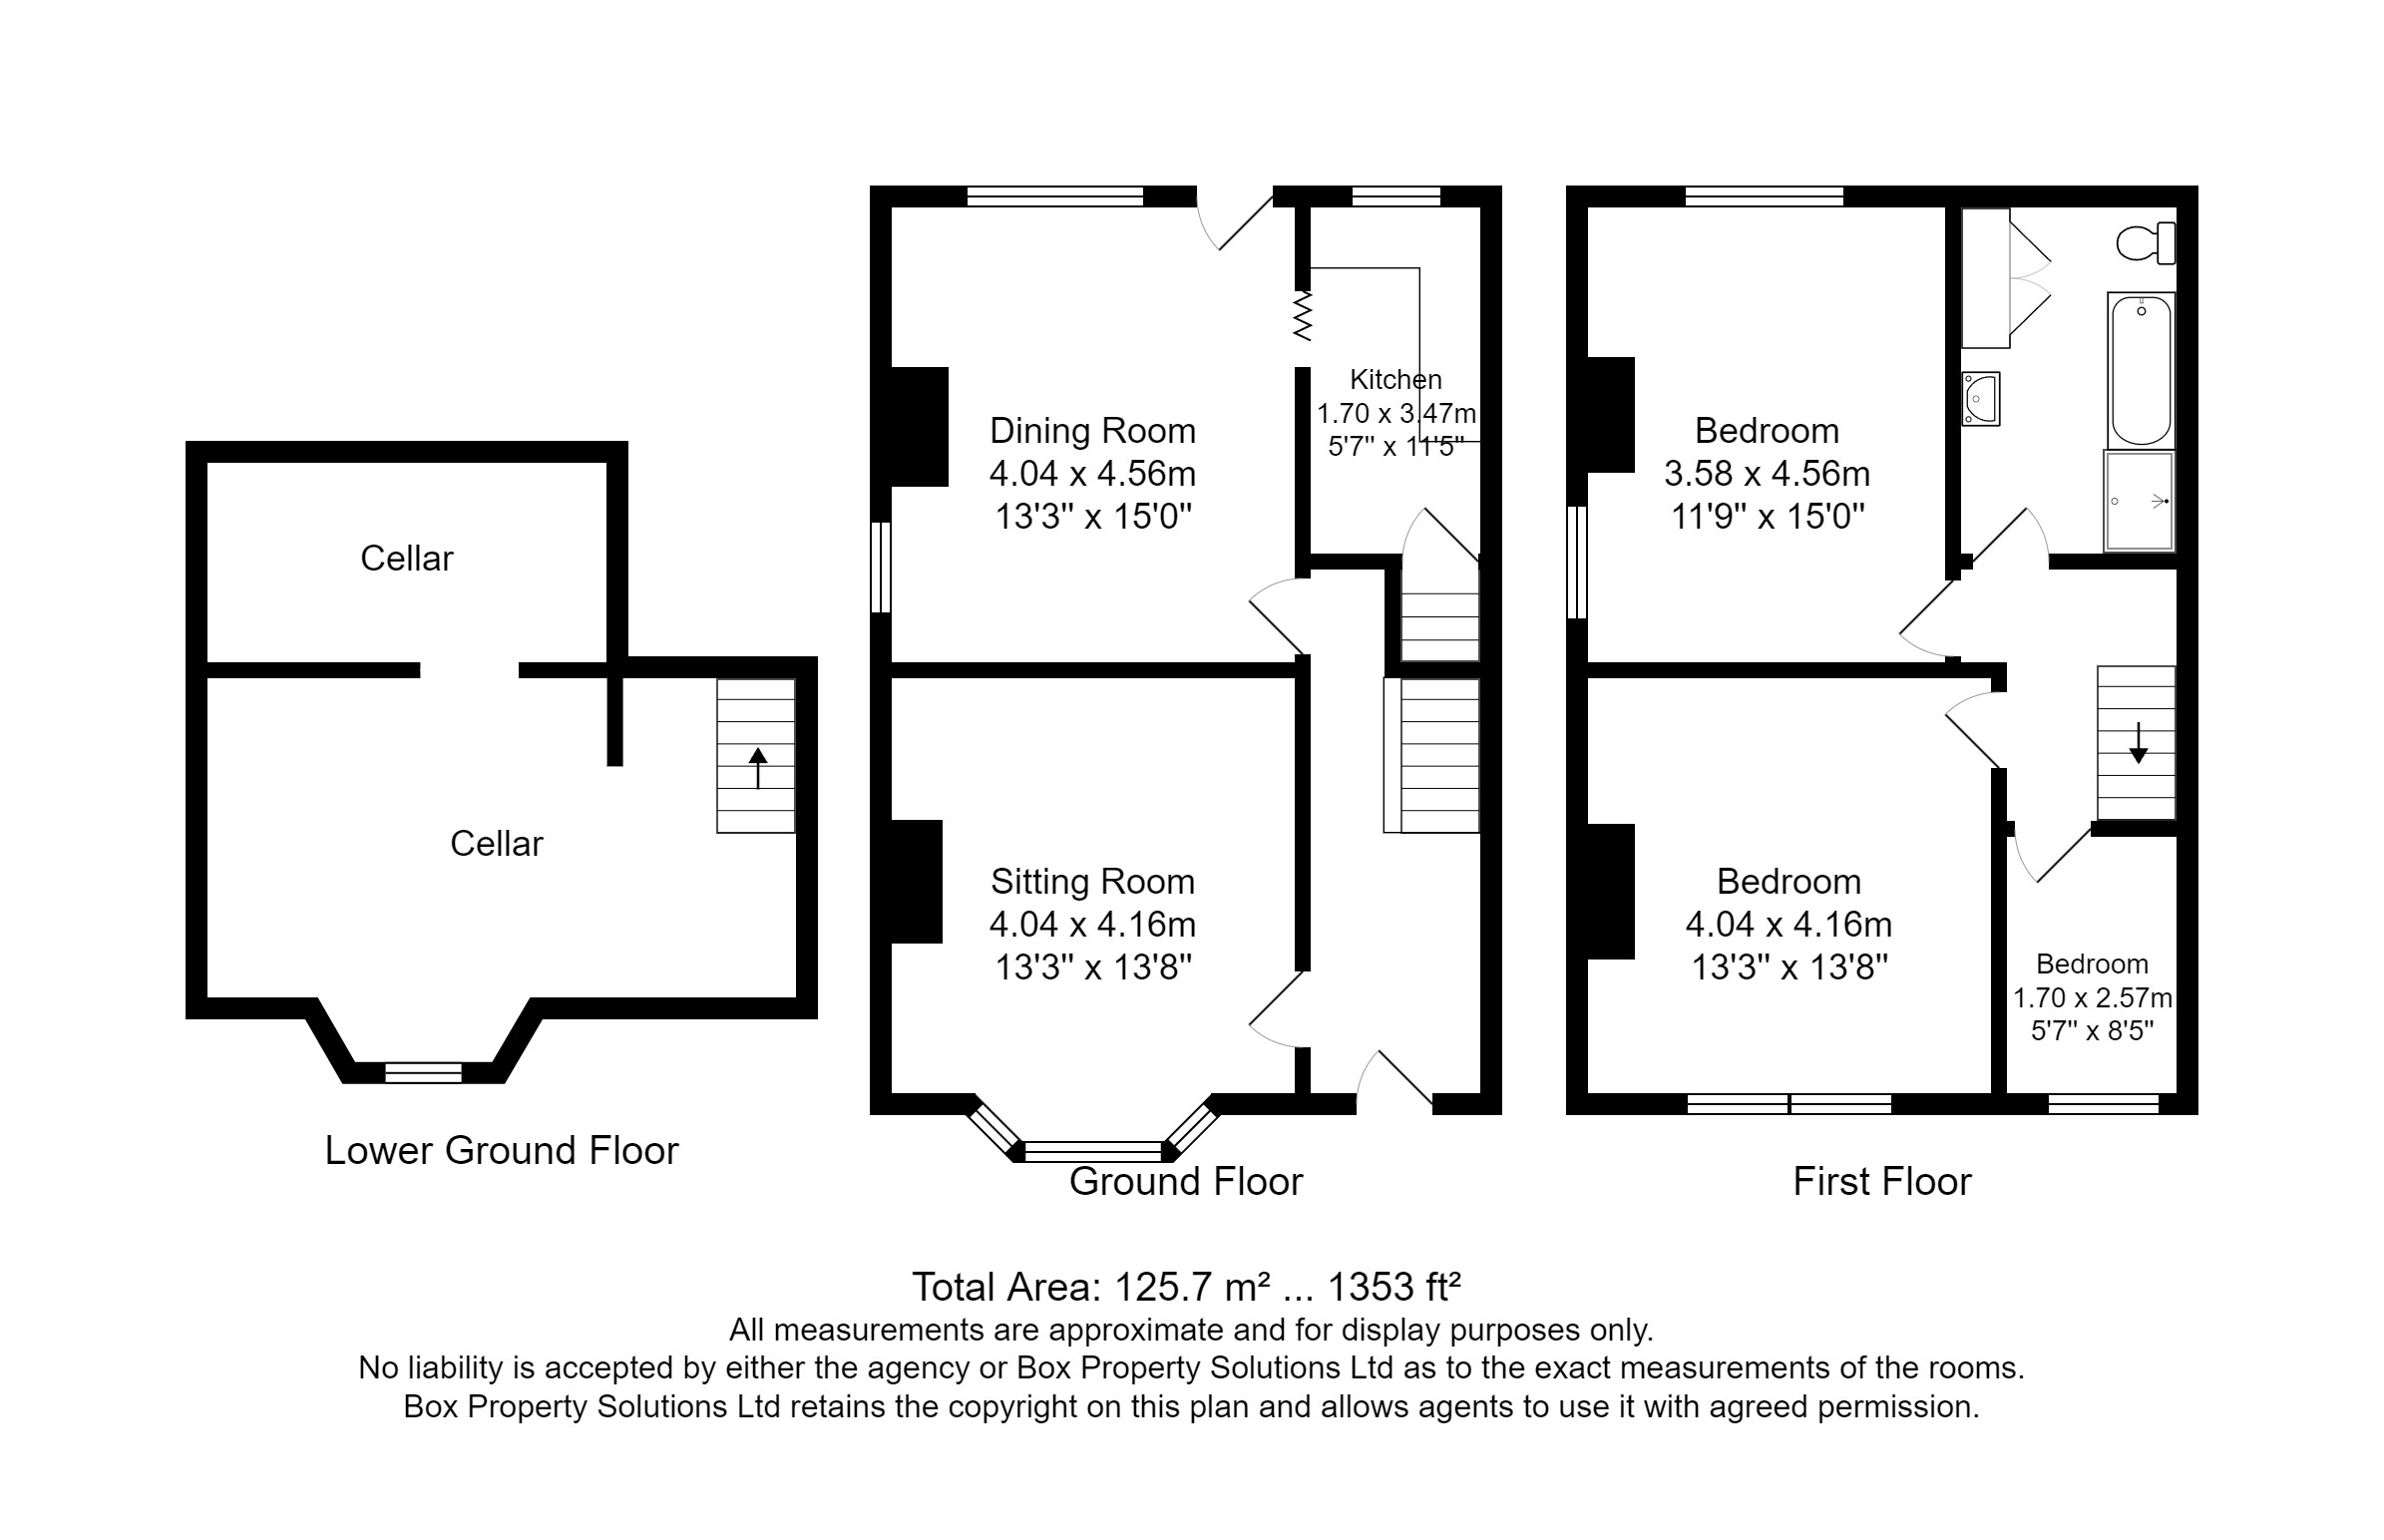 Cellar
Cellar
Lower Ground Floor
Dining Room
4.04 x 4.56m
13'3" x 15'0"
Kitchen
1.70 x 3.47m
5'7" x 11'5"
Sitting Room
4.04 x 4.16m
13'3" x 13'8"
Ground Floor
Bedroom
3.58 x 4.56m
11'9" x 15'0"
Bedroom
4.04 x 4.16m
13'3" x 13'8"
Bedroom
1.70 x 2.57m
5'7" x 8'5"
First Floor
Total Area: 125.7 m² ... 1353 ft²
All measurements are approximate and for display purposes only.
No liability is accepted by either the agency or Box Property Solutions Ltd as to the exact measurements of the rooms.
Box Property Solutions Ltd retains the copyright on this plan and allows agents to use it with agreed permission.